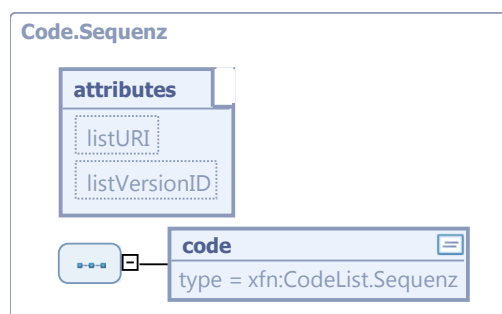 Code.Sequenz
attributes
listURI
listVersionID
code
type = xfn:CodeList.Sequenz